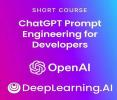 SHORT COURSE
ChatGPT Prompt
Engineering for
Developers
OpenAI
DeepLearning.AI